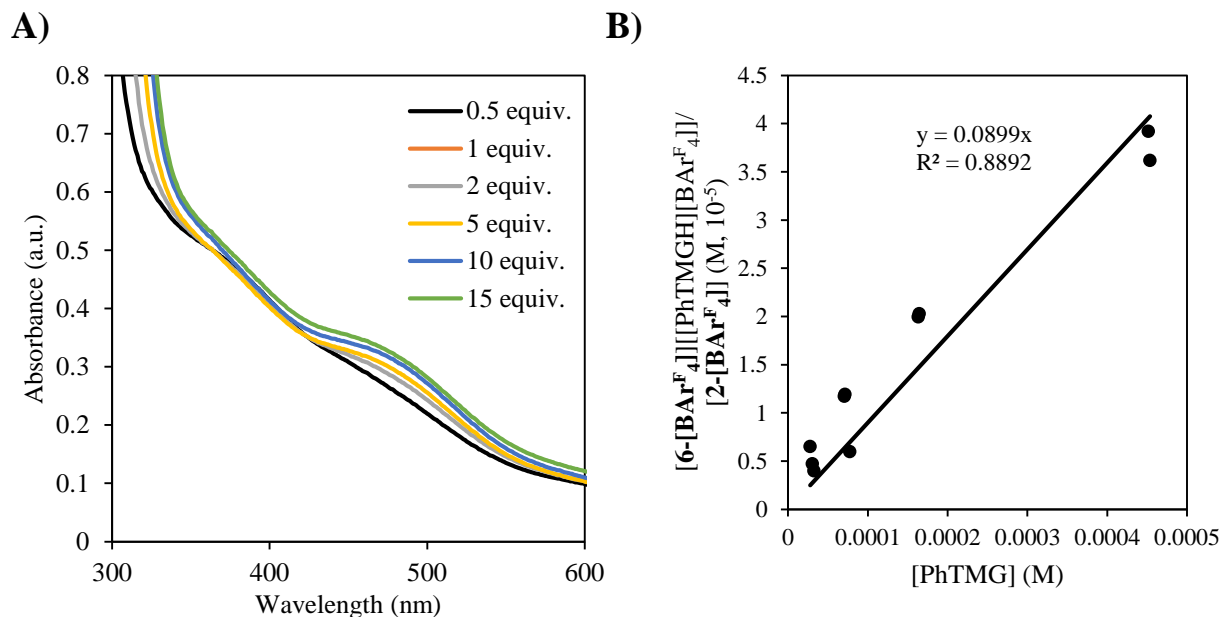 A)
0.8
0.7
0.6
0.5
0.4
0.3
0.2
0.1
0
300
400
500
600
Absorbance (a.u.)
Wavelength (nm)
0.5 equiv.
1 equiv.
2 equiv.
5 equiv.
10 equiv.
15 equiv.
B)
4.5
4
3.5
3
2.5
2
1.5
1
0.5
0
0
0.0001
0.0002
0.0003
0.0004
0.0005
[6-[BArF4]][[PhTMGH][BArF4]]/
[2-[BArF4]] (M, 10-5)
[PhTMG] (M)
y = 0.0899x
R² = 0.8892